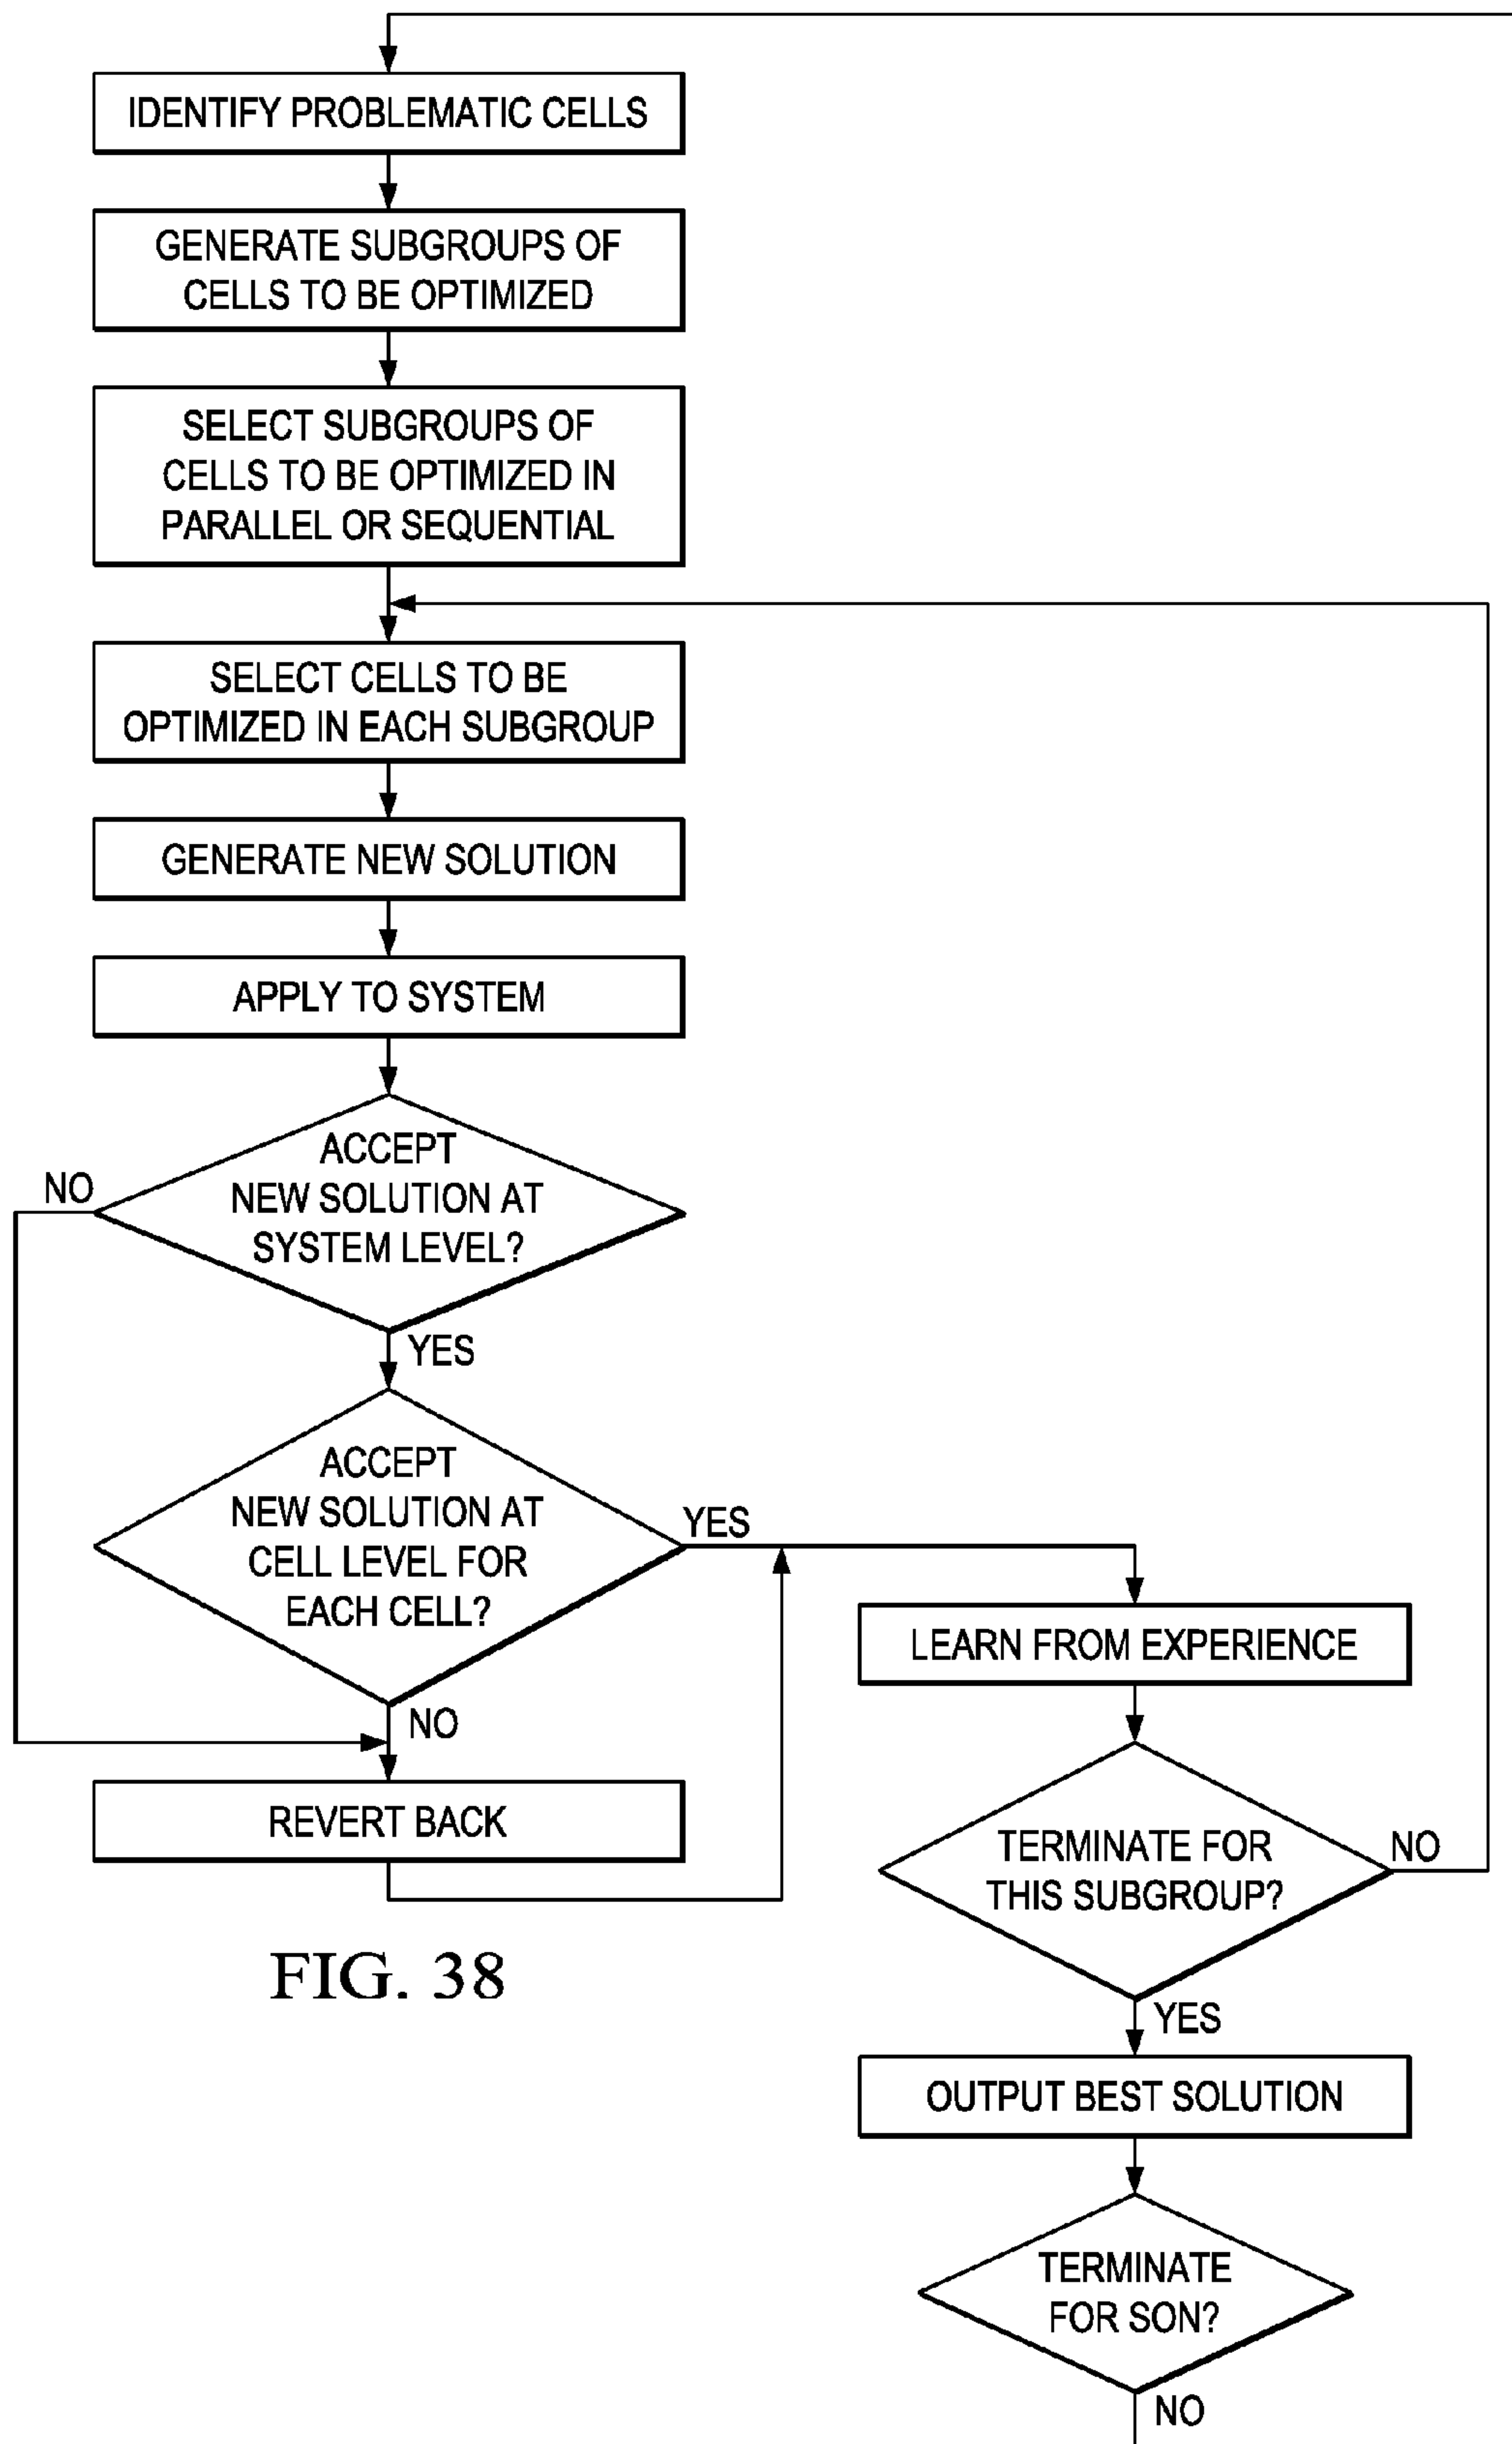 IDENTIFY PROBLEMATIC CELLS
GENERATE SUBGROUPS OF
CELLS TO BE OPTIMIZED
SELECT SUBGROUPS OF
CELLS TO BE OPTIMIZED IN
PARALLEL OR SEQUENTIAL
SELECT CELLS TO BE
OPTIMIZED IN EACH SUBGROUP
GENERATE NEW SOLUTION
APPLY TO SYSTEM
ACCEPT
NEW SOLUTION AT
SYSTEM LEVEL?
NO
YES
ACCEPT
NEW SOLUTION AT
CELL LEVEL FOR
EACH CELL?
YES
NO
REVERT BACK
LEARN FROM EXPERIENCE
TERMINATE FOR
THIS SUBGROUP?
NO
YES
OUTPUT BEST SOLUTION
TERMINATE
FOR SON?
NO
FIG. 38